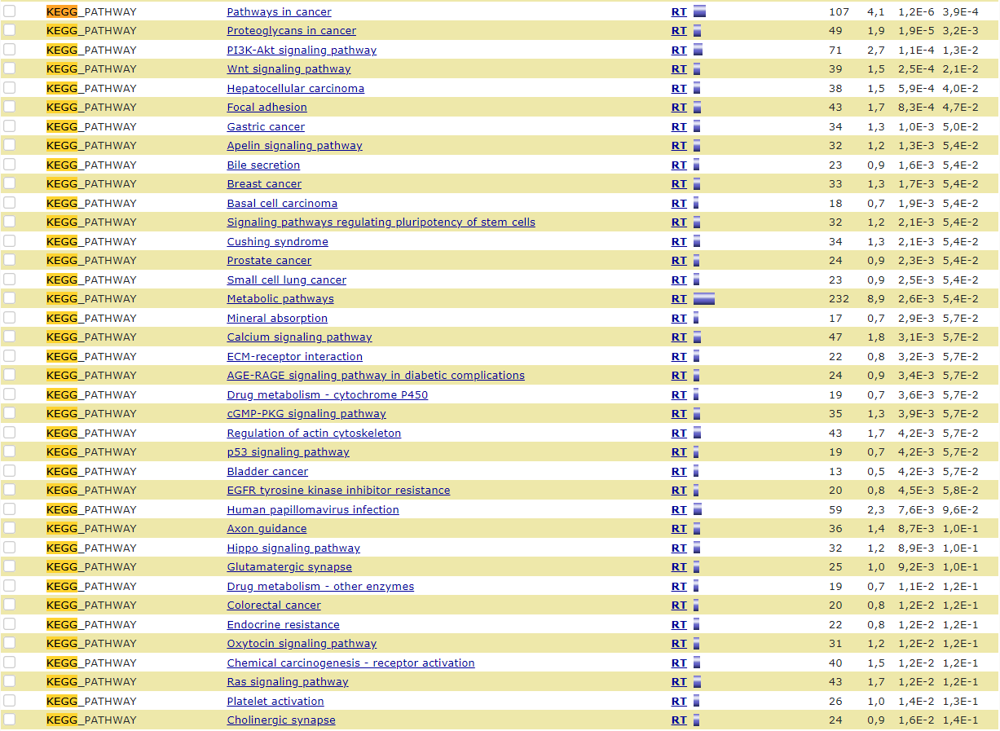 KEGG_PATHWAY Pathways in cancer RT 107 4,1 1,2E-6 3,9E-4
KEGG_PATHWAY Proteoglycans in cancer RT 49 1,9 1,9E-5 3,2E-3
KEGG_PATHWAY PI3K-Akt signaling pathway RT 71 2,7 1,1E-4 1,3E-2
KEGG_PATHWAY Wnt signaling pathway RT 39 1,5 2,5E-4 2,1E-2
KEGG_PATHWAY Hepatocellular carcinoma RT 38 1,5 5,9E-4 4,0E-2
KEGG_PATHWAY Focal adhesion RT 43 1,7 8,3E-4 4,7E-2
KEGG_PATHWAY Gastric cancer RT 34 1,3 1,0E-3 5,0E-2
KEGG_PATHWAY Apelin signaling pathway RT 32 1,2 1,3E-3 5,4E-2
KEGG_PATHWAY Bile secretion RT 23 0,9 1,6E-3 5,4E-2
KEGG_PATHWAY Breast cancer RT 33 1,3 1,7E-3 5,4E-2
KEGG_PATHWAY Basal cell carcinoma RT 18 0,7 1,9E-3 5,4E-2
KEGG_PATHWAY Signaling pathways regulating pluripotency of stem cells RT 32 1,2 2,1E-3 5,4E-2
KEGG_PATHWAY Cushing syndrome RT 34 1,3 2,1E-3 5,4E-2
KEGG_PATHWAY Prostate cancer RT 24 0,9 2,3E-3 5,4E-2
KEGG_PATHWAY Small cell lung cancer RT 23 0,9 2,5E-3 5,4E-2
KEGG_PATHWAY Metabolic pathways RT 232 8,9 2,6E-3 5,4E-2
KEGG_PATHWAY Mineral absorption RT 17 0,7 2,9E-3 5,7E-2
KEGG_PATHWAY Calcium signaling pathway RT 47 1,8 3,1E-3 5,7E-2
KEGG_PATHWAY ECM-receptor interaction RT 22 0,8 3,2E-3 5,7E-2
KEGG_PATHWAY AGE-RAGE signaling pathway in diabetic complications RT 24 0,9 3,4E-3 5,7E-2
KEGG_PATHWAY Drug metabolism - cytochrome P450 RT 19 0,7 3,6E-3 5,7E-2
KEGG_PATHWAY cGMP-PKG signaling pathway RT 35 1,3 3,9E-3 5,7E-2
KEGG_PATHWAY Regulation of actin cytoskeleton RT 43 1,7 4,2E-3 5,7E-2
KEGG_PATHWAY p53 signaling pathway RT 19 0,7 4,2E-3 5,7E-2
KEGG_PATHWAY Bladder cancer RT 13 0,5 4,2E-3 5,7E-2
KEGG_PATHWAY EGFR tyrosine kinase inhibitor resistance RT 20 0,8 4,5E-3 5,8E-2
KEGG_PATHWAY Human papillomavirus infection RT 59 2,3 7,6E-3 9,6E-2
KEGG_PATHWAY Axon guidance RT 36 1,4 8,7E-3 1,0E-1
KEGG_PATHWAY Hippo signaling pathway RT 32 1,2 8,9E-3 1,0E-1
KEGG_PATHWAY Glutamatergic synapse RT 25 1,0 9,2E-3 1,0E-1
KEGG_PATHWAY Drug metabolism - other enzymes RT 19 0,7 1,1E-2 1,2E-1
KEGG_PATHWAY Colorectal cancer RT 20 0,8 1,2E-2 1,2E-1
KEGG_PATHWAY Endocrine resistance RT 22 0,8 1,2E-2 1,2E-1
KEGG_PATHWAY Oxytocin signaling pathway RT 31 1,2 1,2E-2 1,2E-1
KEGG_PATHWAY Chemical carcinogenesis - receptor activation RT 40 1,5 1,2E-2 1,2E-1
KEGG_PATHWAY Ras signaling pathway RT 43 1,7 1,2E-2 1,2E-1
KEGG_PATHWAY Platelet activation RT 26 1,0 1,4E-2 1,3E-1
KEGG_PATHWAY Cholinergic synapse RT 24 0,9 1,6E-2 1,4E-1